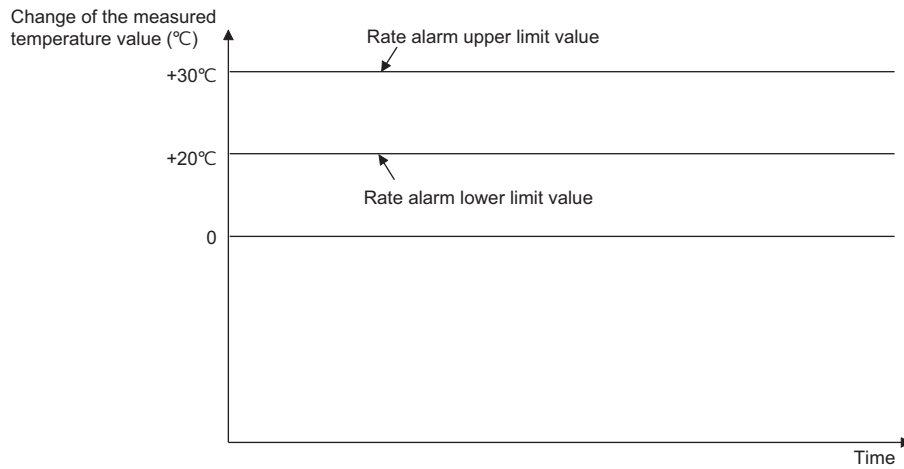 Change of the measured
temperature value (℃)
Rate alarm upper limit value
+30℃
+20℃
Rate alarm lower limit value
0
Time